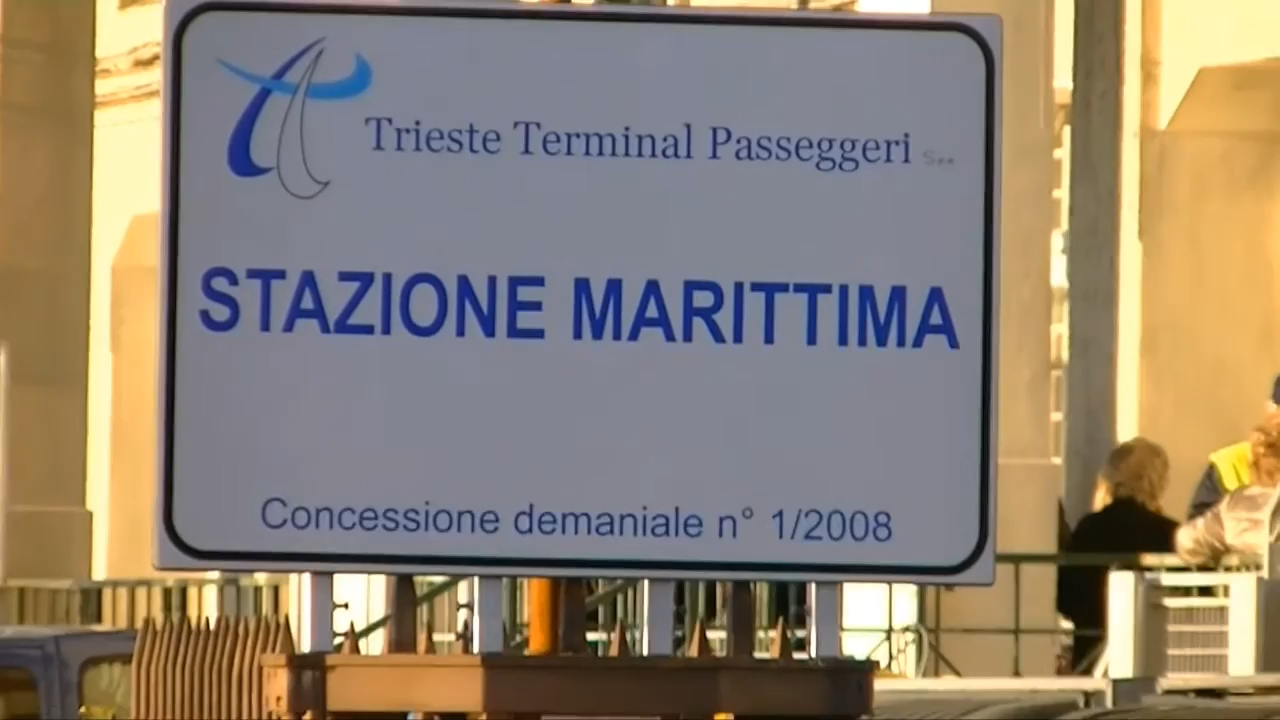 Trieste Terminal Passeggeri
STAZIONE MARITTIMA
Concessione demaniale n° 1/2008